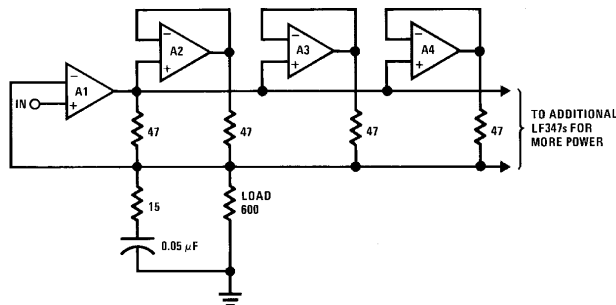 A2
A3
A4
A1
IN
47
47
47
47
TO ADDITIONAL
LF347s FOR
MORE POWER
15
LOAD
600
0.05 μF